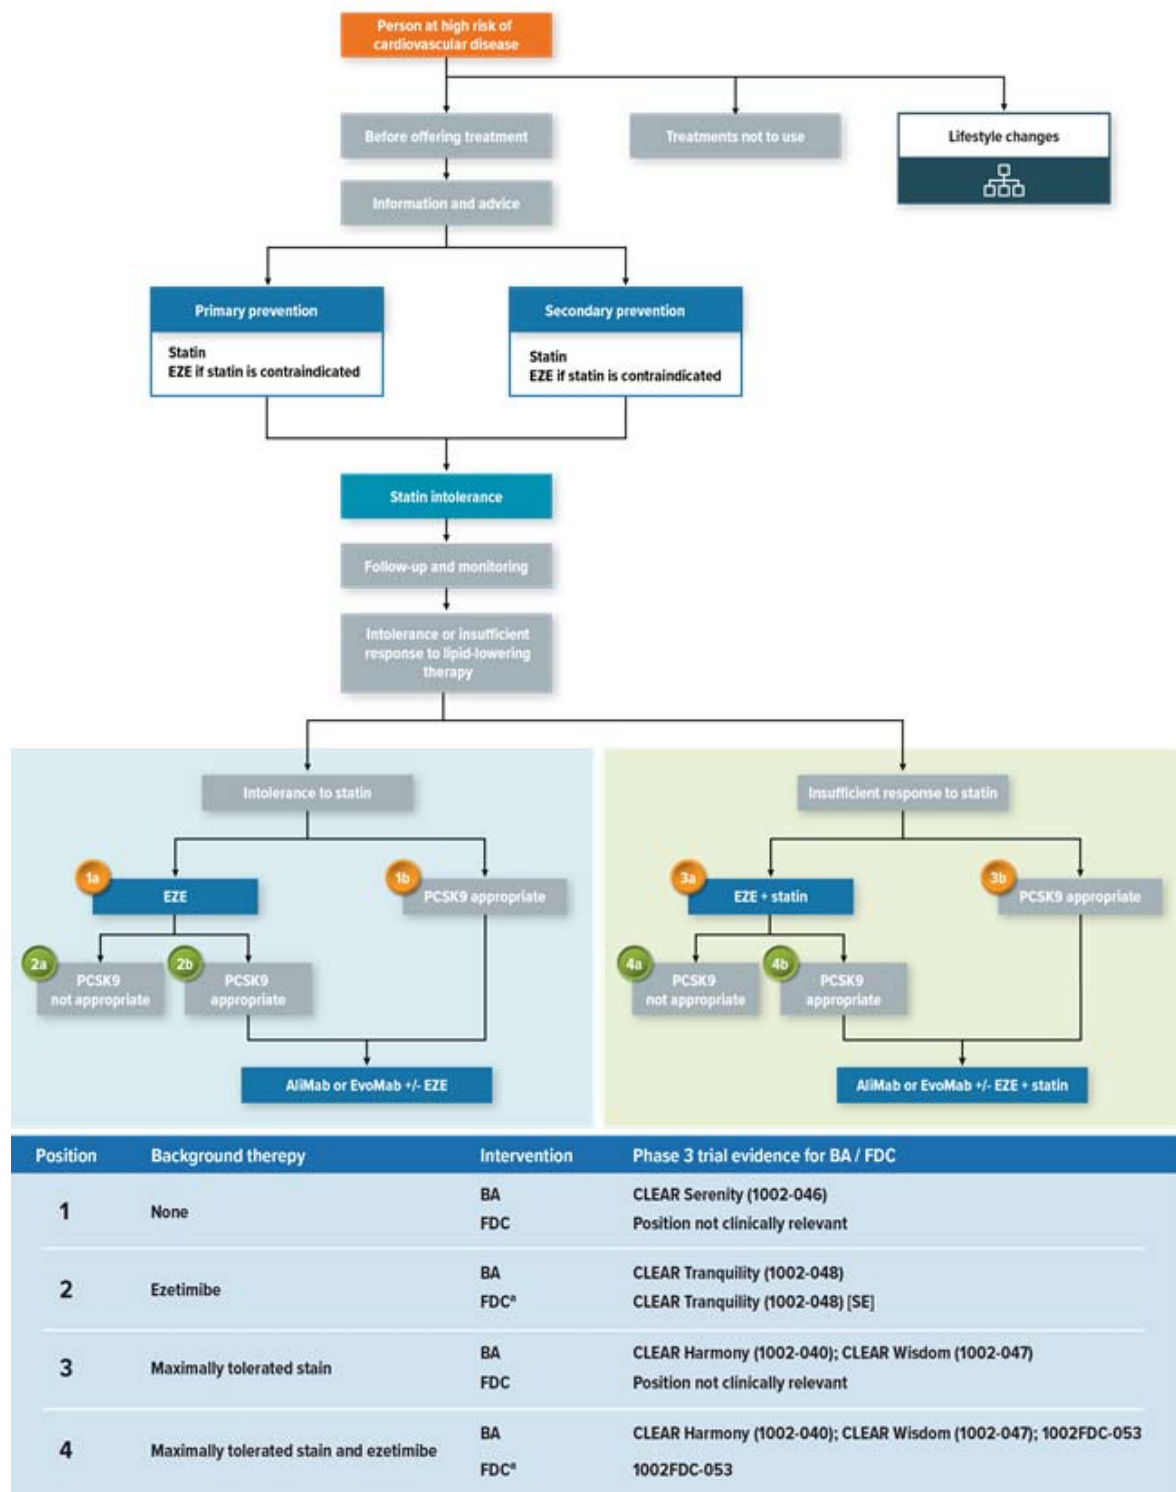 Person at high risk of
cardiovascular disease
Before offering treatment
Treatments not to use
Lifestyle changes
Information and advice
Primary prevention
Statin
EZE if statin is contraindicated
Secondary prevention
Statin
EZE if statin is contraindicated
Statin intolerance
Follow-up and monitoring
Intolerance or insufficient
response to lipid-lowering
therapy
Intolerance to statin
1a
EZE
1b
PCSK9 appropriate
2a
PCSK9
not appropriate
2b
PCSK9
appropriate
AliMab or EvoMab +/- EZE
Insufficient response to statin
3a
EZE + statin
3b
PCSK9 appropriate
4a
PCSK9
not appropriate
4b
PCSK9
appropriate
AliMab or EvoMab +/- EZE + statin
Position Background therepy Intervention Phase 3 trial evidence for BA / FDC
1 None
BA CLEAR Serenity (1002-046)
FDC Position not clinically relevant
2 Ezetimibe
BA CLEAR Tranquility (1002-048)
FDCª CLEAR Tranquility (1002-048) [SE]
3 Maximally tolerated stain
BA CLEAR Harmony (1002-040); CLEAR Wisdom (1002-047)
FDC Position not clinically relevant
4 Maximally tolerated stain and ezetimibe
BA CLEAR Harmony (1002-040); CLEAR Wisdom (1002-047); 1002FDC-053
FDCª 1002FDC-053